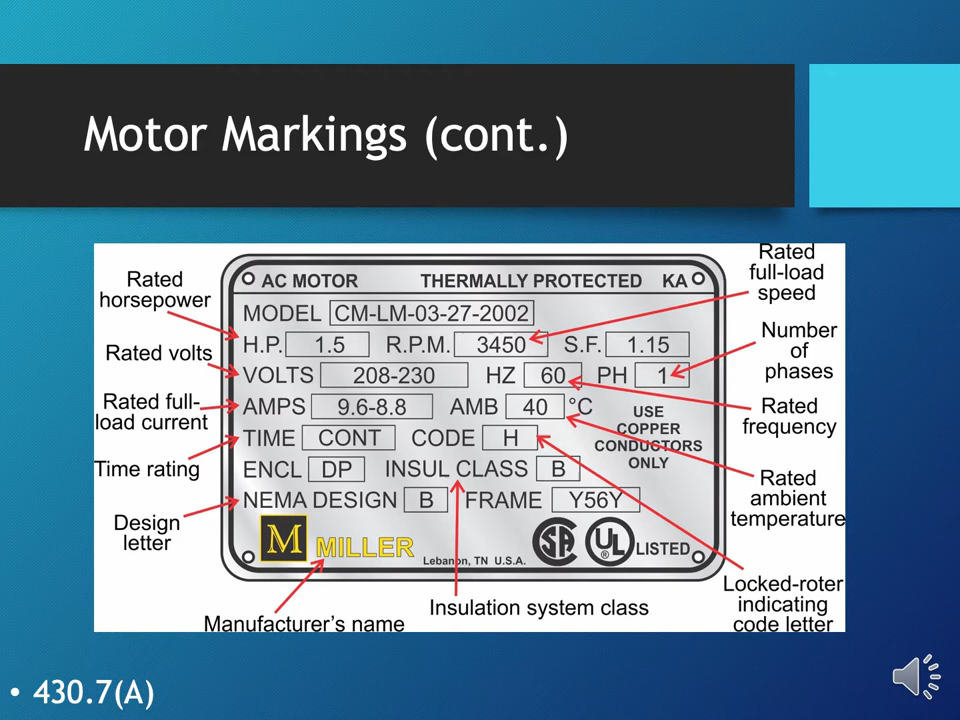 Motor Markings (cont.)
Rated
horsepower
Rated volts
Rated full-
load current
Time rating
Design
letter
Manufacturer's name
AC MOTOR THERMALLY PROTECTED KA
MODEL CM-LM-03-27-2002
H.P. 1.5 R.P.M. 3450 S.F. 1.15
VOLTS 208-230 HZ 60 PH 1
AMPS 9.6-8.8 AMB 40 °C
TIME CONT CODE H
ENCL DP INSUL CLASS B
NEMA DESIGN B FRAME Y56Y
USE
COPPER
CONDUCTORS
ONLY
M MILLER
Lebanon, TN U.S.A.
SA UL ® LISTED
Insulation system class
Rated
full-load
speed
Number
of
phases
Rated
frequency
Rated
ambient
temperature
Locked-roter
indicating
code letter
• 430.7(A)